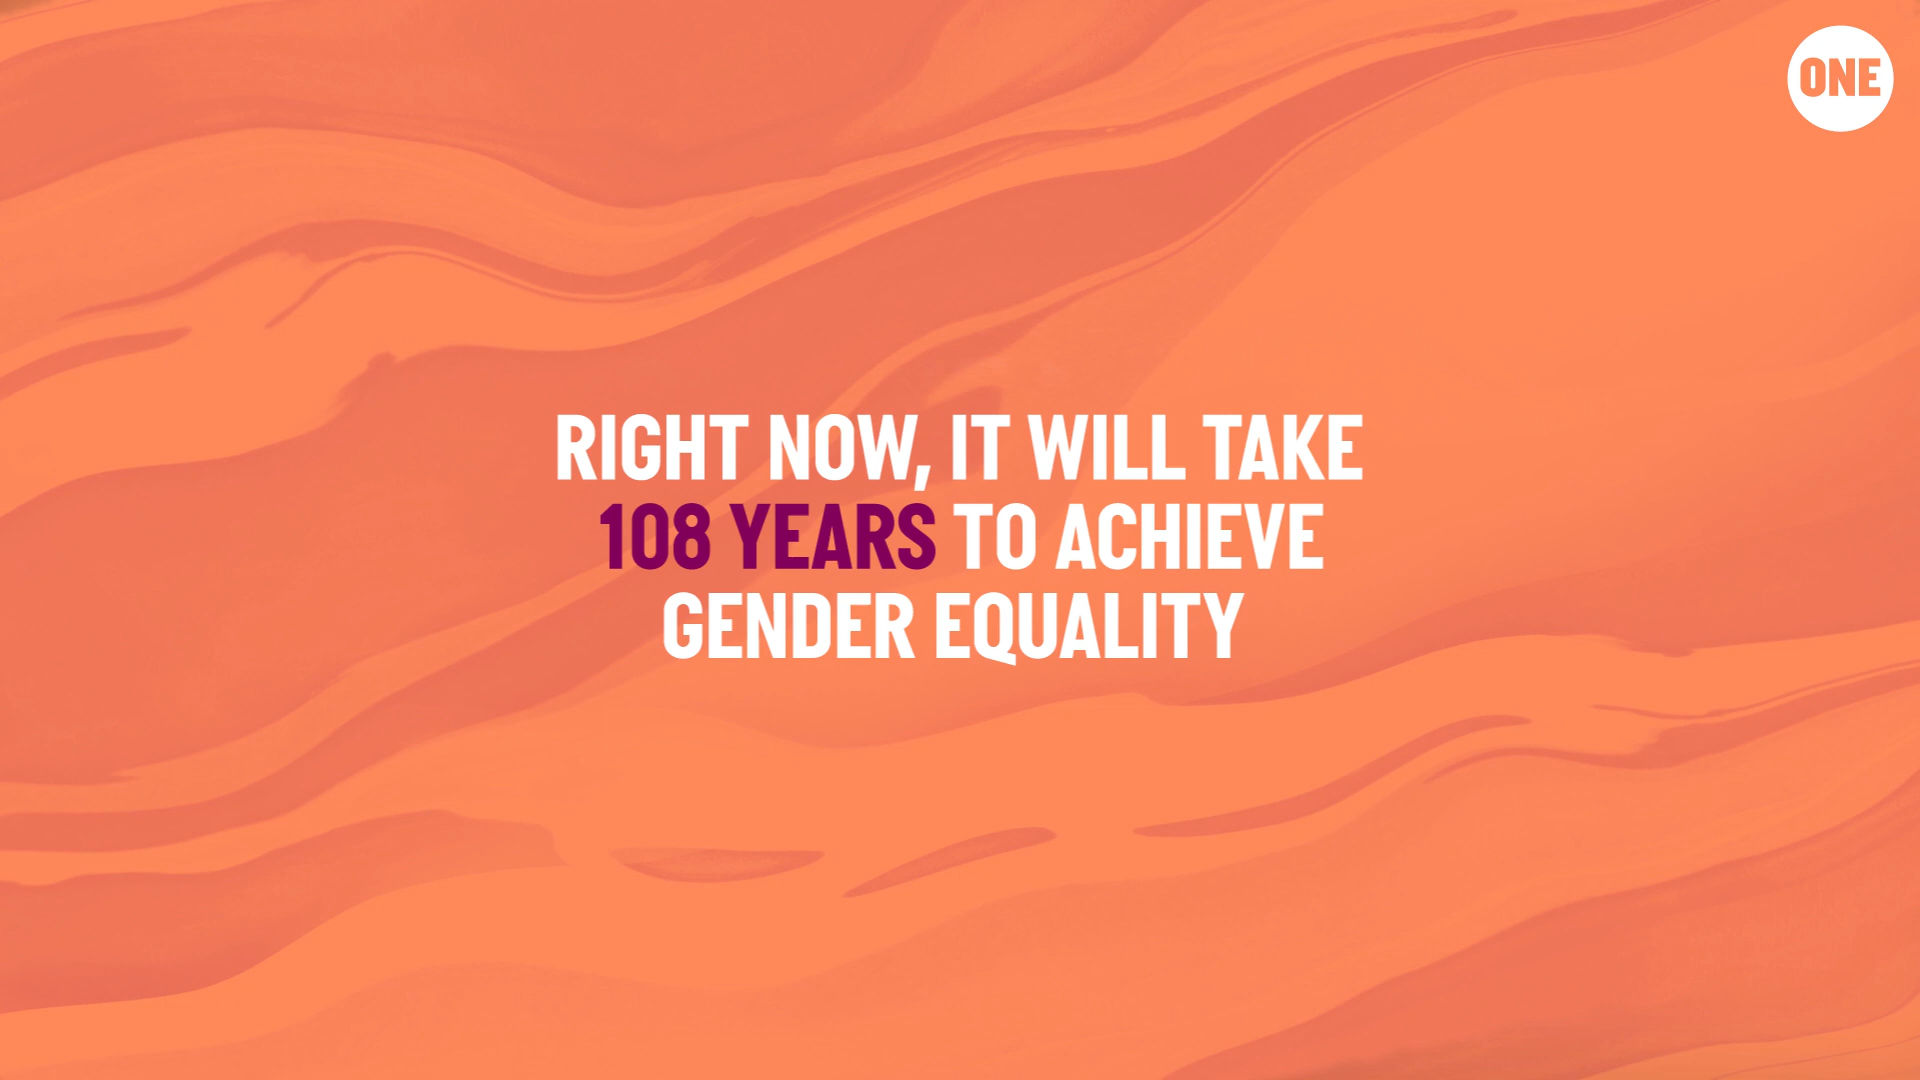 ONE
RIGHT NOW, IT WILL TAKE
108 YEARS TO ACHIEVE
GENDER EQUALITY